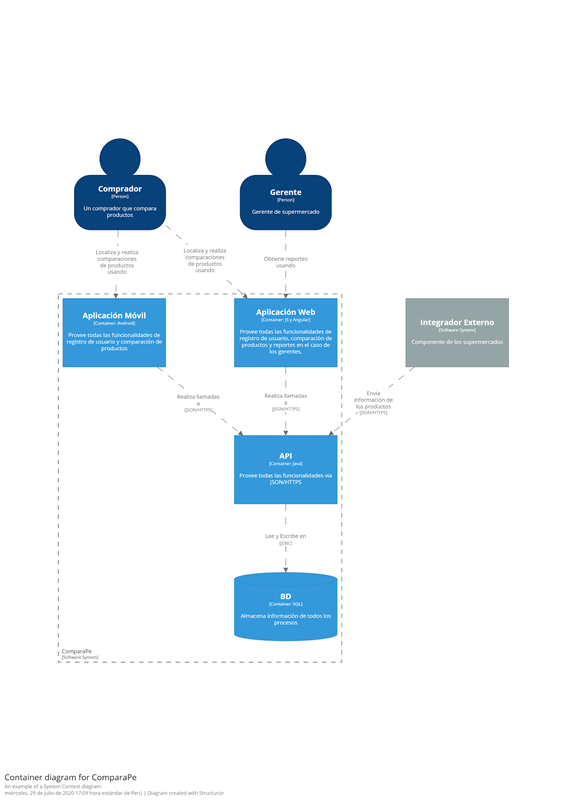 Comprador
[Person]
Un comprador que compara
productos
Gerente
[Person]
Gerente de supermercado
Localiza y realiza
comparaciones
de productos
usando
Localiza y realiza
comparaciones
de productos
usando
Obtiene reportes
usando
Aplicación Móvil
[Container: Android]
Provee todas las funcionalidades de
registro de usuario y comparación de
productos
Aplicación Web
[Container: JS y Angular]
Provee todas las funcionalidades de
registro de usuario, comparación de
productos y reportes en el caso de
los gerentes.
Integrador Externo
[Software System]
Componente de los supermercados
Realiza llamadas
a
[JSON/HTTPS]
Realiza llamadas
a
[JSON/HTTPS]
Envia
información de
los productos
[JSON/HTTPS]
API
[Container: Java]
Provee todas las funcionalidades via
JSON/HTTPS
Lee y Escribe en
[JDBC]
BD
[Container: SQL]
Almacena información de todos los
procesos
ComparaPe
[Software System]
Container diagram for ComparaPe
An example of a System Context diagram.
miércoles, 29 de julio de 2020 17:09 hora estándar de Perú | Diagram created with Structurizr